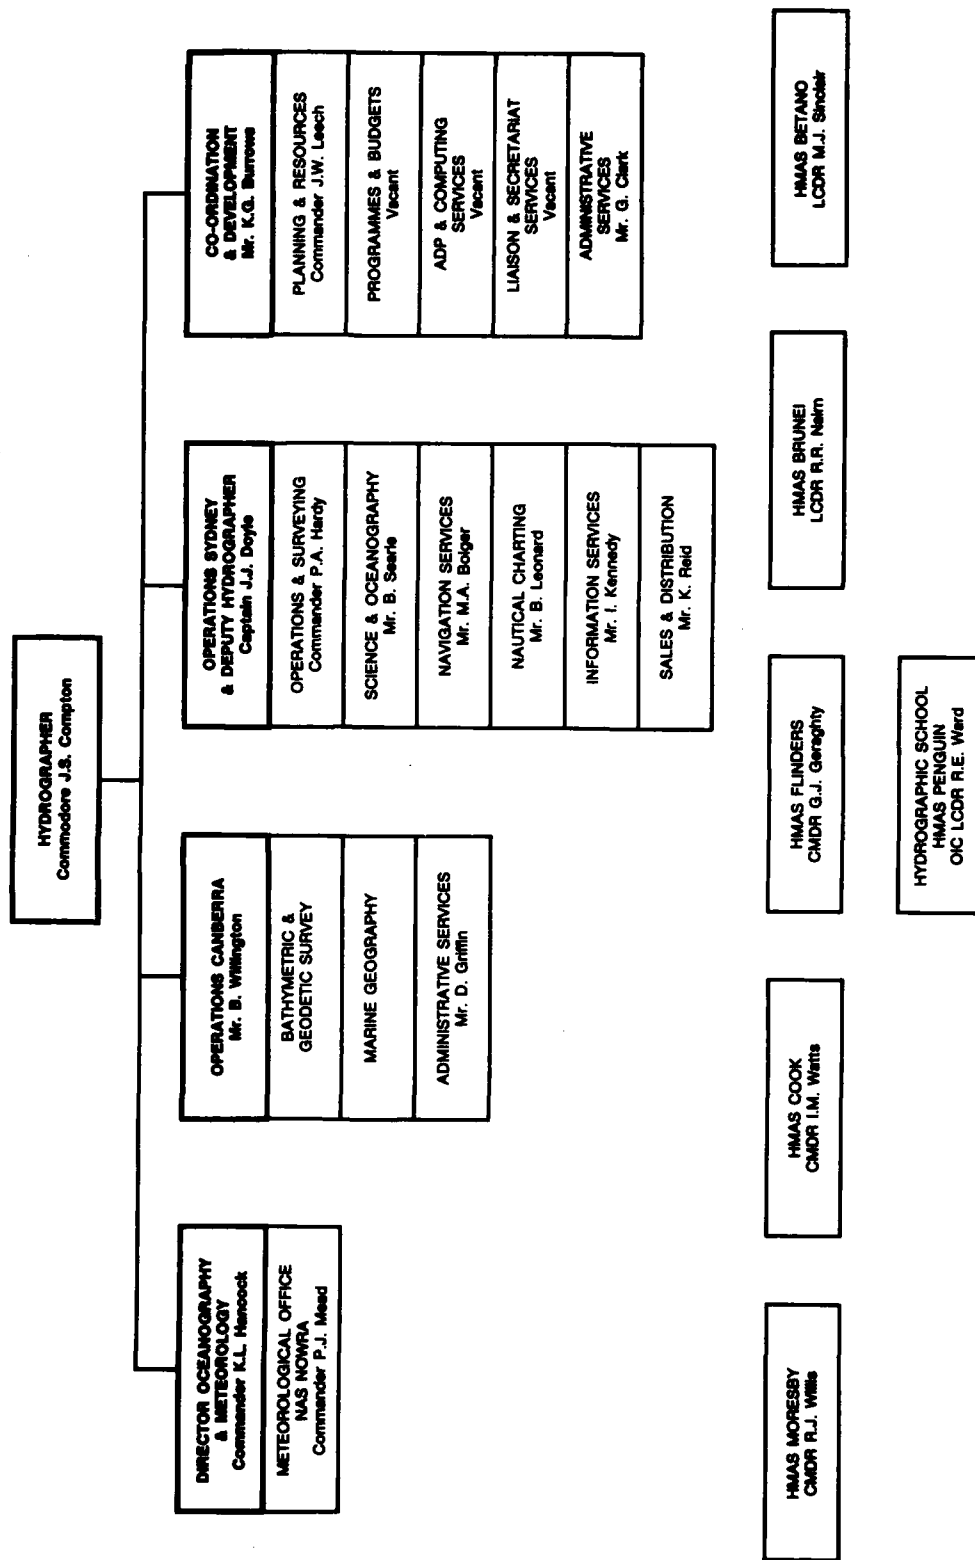 HYDROGRAPHER
Commodore J.S. Compton
DIRECTOR OCEANOGRAPHY
& METEOROLOGY
Commander K.L. Hancock
METEOROLOGICAL OFFICE
NAS NOWRA
Commander P.J. Mead
OPERATIONS CANBERRA
Mr. B. Willington
BATHYMETRIC &
GEODETIC SURVEY
MARINE GEOGRAPHY
ADMINISTRATIVE SERVICES
Mr. D. Griffin
OPERATIONS SYDNEY
& DEPUTY HYDROGRAPHER
Captain J.J. Doyle
OPERATIONS & SURVEYING
Commander P.A. Hardy
SCIENCE & OCEANOGRAPHY
Mr. B. Searle
NAVIGATION SERVICES
Mr. M.A. Bolger
NAUTICAL CHARTING
Mr. B. Leonard
INFORMATION SERVICES
Mr. I. Kennedy
SALES & DISTRIBUTION
Mr. K. Reid
CO-ORDINATION
& DEVELOPMENT
Mr. K.G. Burrows
PLANNING & RESOURCES
Commander J.W. Leech
PROGRAMMES & BUDGETS
Vacant
ADP & COMPUTING
SERVICES
Vacant
LIAISON & SECRETARIAT
SERVICES
Vacant
ADMINISTRATIVE
SERVICES
Mr. G. Clark
HMAS MORESBY
CMDR R.J. Willis
HMAS COOK
CMDR I.M. Watts
HMAS FLINDERS
CMDR G.J. Geraghty
HMAS BRUNEI
LCDR R.R. Nairn
HMAS BETANO
LCDR M.J. Sinclair
HYDROGRAPHIC SCHOOL
HMAS PENGUIN
OIC LCDR R.E. Ward